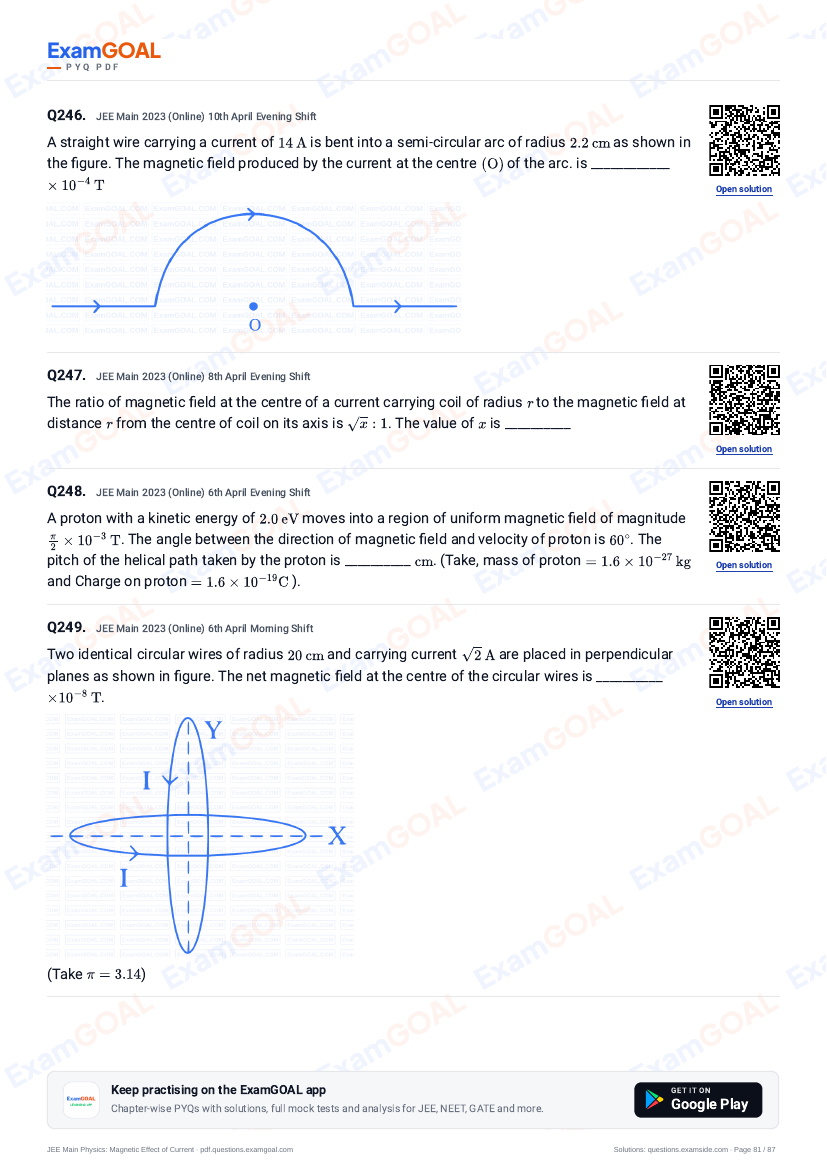 ExamGOAL
PYQ PDF
Q246. JEE Main 2023 (Online) 10th April Evening Shift
A straight wire carrying a current of 14 A is bent into a semi-circular arc of radius 2.2 cm as shown in
the figure. The magnetic field produced by the current at the centre (O) of the arc. is ____________
× 10⁻⁴ T
Open solution
O
Q247. JEE Main 2023 (Online) 8th April Evening Shift
The ratio of magnetic field at the centre of a current carrying coil of radius r to the magnetic field at
distance r from the centre of coil on its axis is √x : 1. The value of x is __________
Open solution
Q248. JEE Main 2023 (Online) 6th April Evening Shift
A proton with a kinetic energy of 2.0 eV moves into a region of uniform magnetic field of magnitude
π/2 × 10⁻³ T. The angle between the direction of magnetic field and velocity of proton is 60°. The
pitch of the helical path taken by the proton is __________ cm. (Take, mass of proton = 1.6 × 10⁻²⁷ kg
and Charge on proton = 1.6 × 10⁻¹⁹C ).
Open solution
Q249. JEE Main 2023 (Online) 6th April Morning Shift
Two identical circular wires of radius 20 cm and carrying current √2 A are placed in perpendicular
planes as shown in figure. The net magnetic field at the centre of the circular wires is __________
×10⁻⁸ T.
Open solution
Y
I
X
I
(Take π = 3.14)
Keep practising on the ExamGOAL app
Chapter-wise PYQs with solutions, full mock tests and analysis for JEE, NEET, GATE and more.
GET IT ON
Google Play
JEE Main Physics: Magnetic Effect of Current · pdf.questions.examgoal.com
Solutions: questions.examside.com · Page 81 / 87